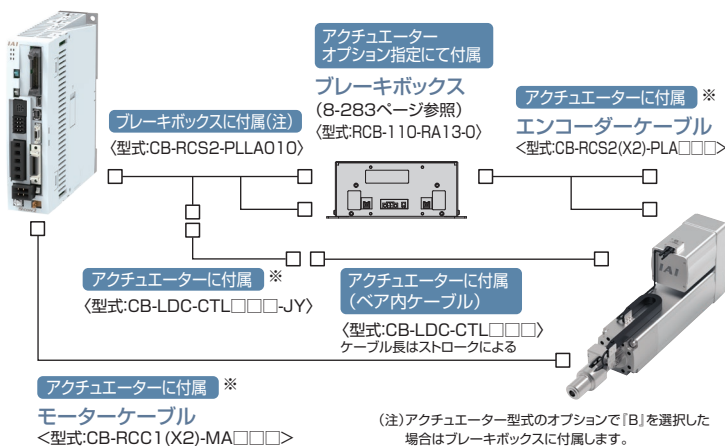 IAI
アクチュエーター
オプション指定にて付属
ブレーキボックス
(8-283ページ参照)
〈型式:RCB-110-RA13-0〉
アクチュエーターに付属 ※
エンコーダーケーブル
<型式:CB-RCS2(X2)-PLA□□□>
ブレーキボックスに付属(注)
〈型式:CB-RCS2-PLLA010〉
アクチュエーターに付属 ※
〈型式:CB-LDC-CTL□□□-JY〉
アクチュエーターに付属
(ベア内ケーブル)
〈型式:CB-LDC-CTL□□□〉
ケーブル長はストロークによる
IAI
アクチュエーターに付属 ※
モーターケーブル
<型式:CB-RCC1(X2)-MA□□□>
(注)アクチュエーター型式のオプションで『B』を選択した
場合はブレーキボックスに付属します。